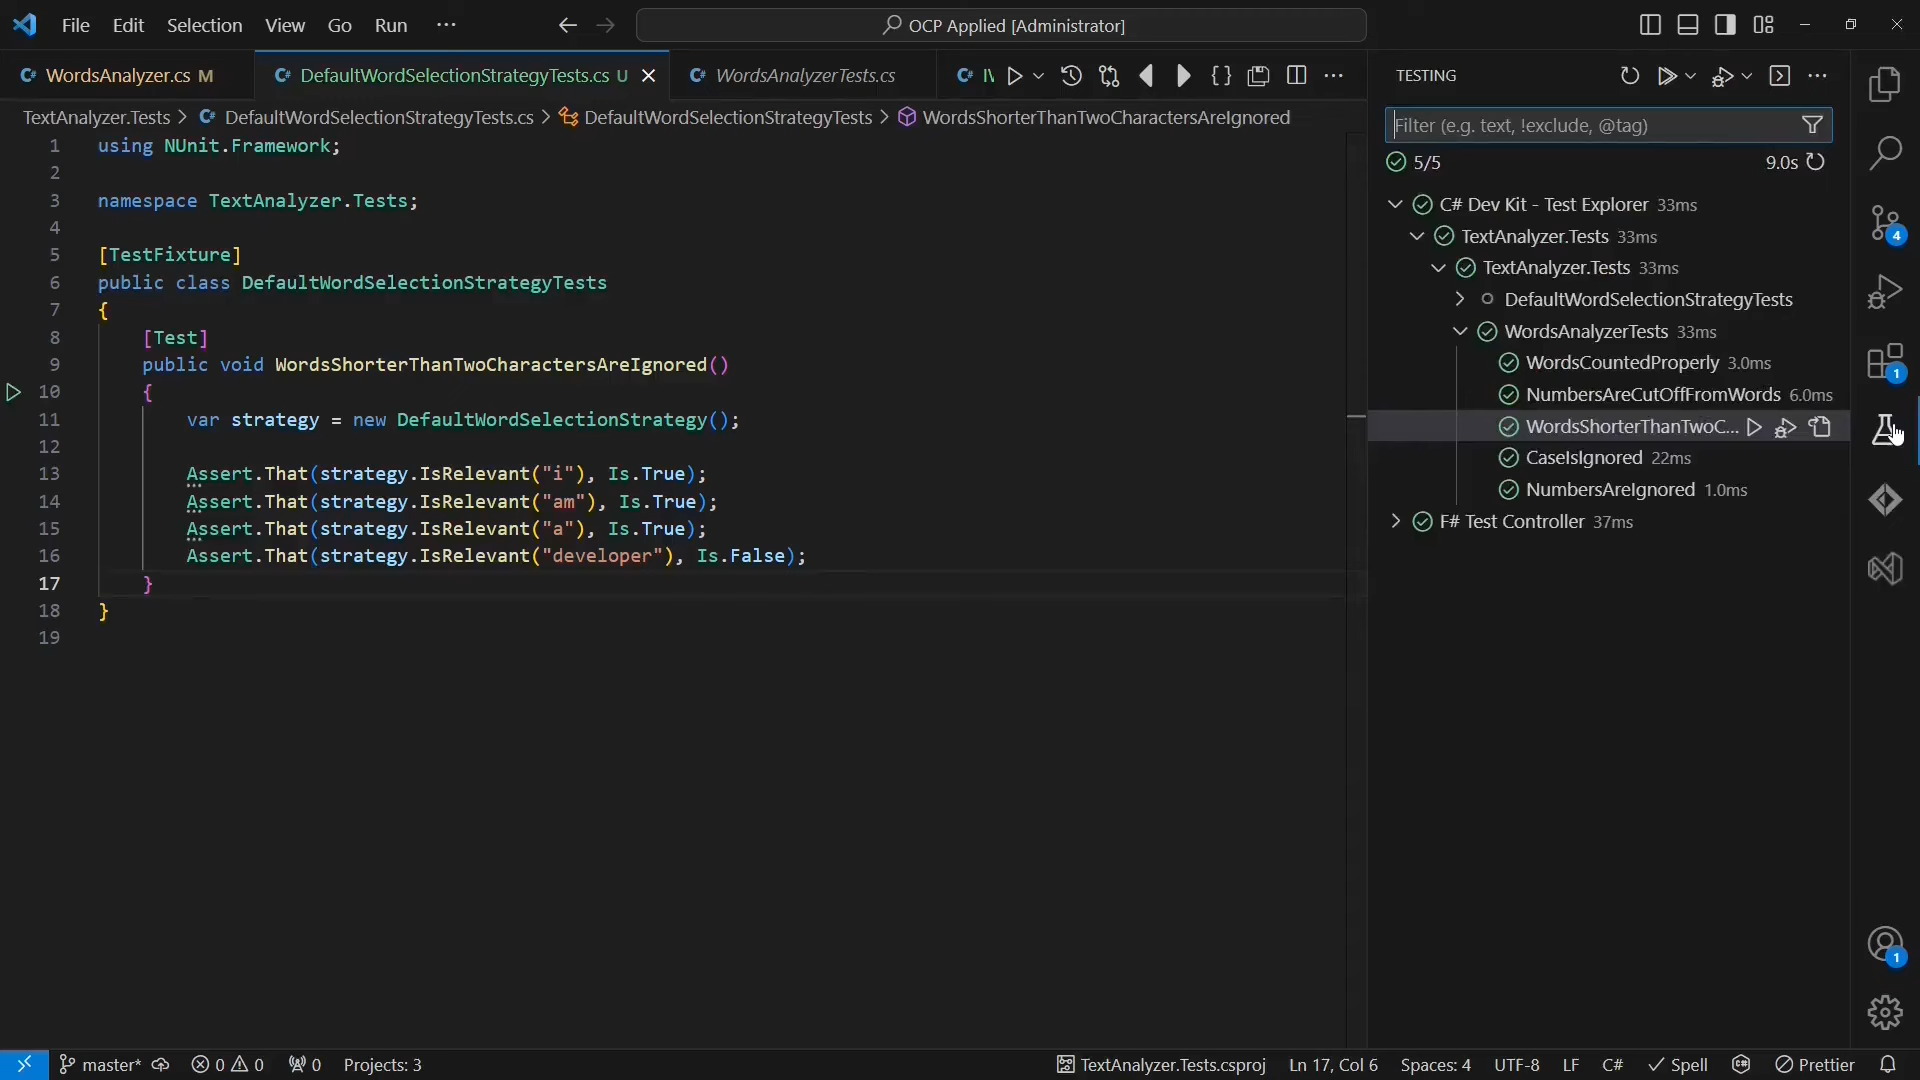 File Edit Selection View Go Run ··· OCP Applied [Administrator]
WordsAnalyzer.cs M DefaultWordSelectionStrategyTests.cs U WordsAnalyzerTests.cs
TextAnalyzer.Tests > DefaultWordSelectionStrategyTests.cs > DefaultWordSelectionStrategyTests > WordsShorterThanTwoCharactersAreIgnored
1 using NUnit.Framework;
2
3 namespace TextAnalyzer.Tests;
4
5 [TestFixture]
6 public class DefaultWordSelectionStrategyTests
7 {
8 [Test]
9 public void WordsShorterThanTwoCharactersAreIgnored()
10 {
11 var strategy = new DefaultWordSelectionStrategy();
12
13 Assert.That(strategy.IsRelevant("i"), Is.True);
14 Assert.That(strategy.IsRelevant("am"), Is.True);
15 Assert.That(strategy.IsRelevant("a"), Is.True);
16 Assert.That(strategy.IsRelevant("developer"), Is.False);
17 }
18 }
19
TESTING
Filter (e.g. text, !exclude, @tag)
5/5 9.0s
C# Dev Kit - Test Explorer 33ms
TextAnalyzer.Tests 33ms
TextAnalyzer.Tests 33ms
DefaultWordSelectionStrategyTests
WordsAnalyzerTests 33ms
WordsCountedProperly 3.0ms
NumbersAreCutOffFromWords 6.0ms
WordsShorterThanTwoC...
CaseIsIgnored 22ms
NumbersAreIgnored 1.0ms
F# Test Controller 37ms
4
1
1
master* 0 0 0 Projects: 3 TextAnalyzer.Tests.csproj Ln 17, Col 6 Spaces: 4 UTF-8 LF C# Spell Prettier